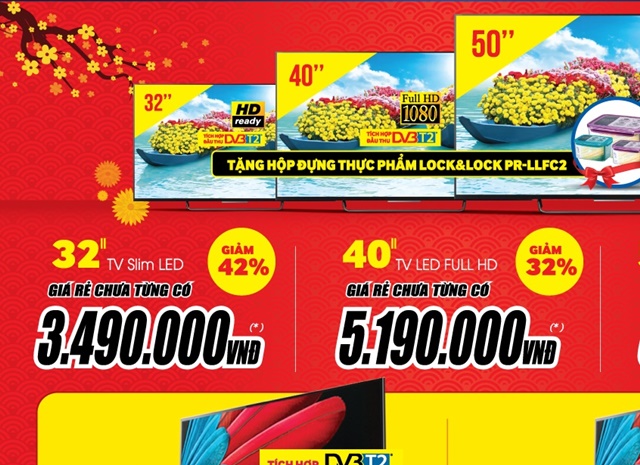 50"
40"
32"
HD
ready
Full HD
1080
TÍCH HỢP
ĐẦU THU DVB T2
TÍCH HỢP
ĐẦU THU DVB T2
TẶNG HỘP ĐỰNG THỰC PHẨM LOCK&LOCK PR-LLFC2
32"
TV Slim LED
GIẢM
42%
GIÁ RẺ CHƯA TỪNG CÓ
3.490.000VNĐ
(*)
40"
TV LED FULL HD
GIẢM
32%
GIÁ RẺ CHƯA TỪNG CÓ
5.190.000VNĐ
(*)
TÍCH HỢP DVB T2